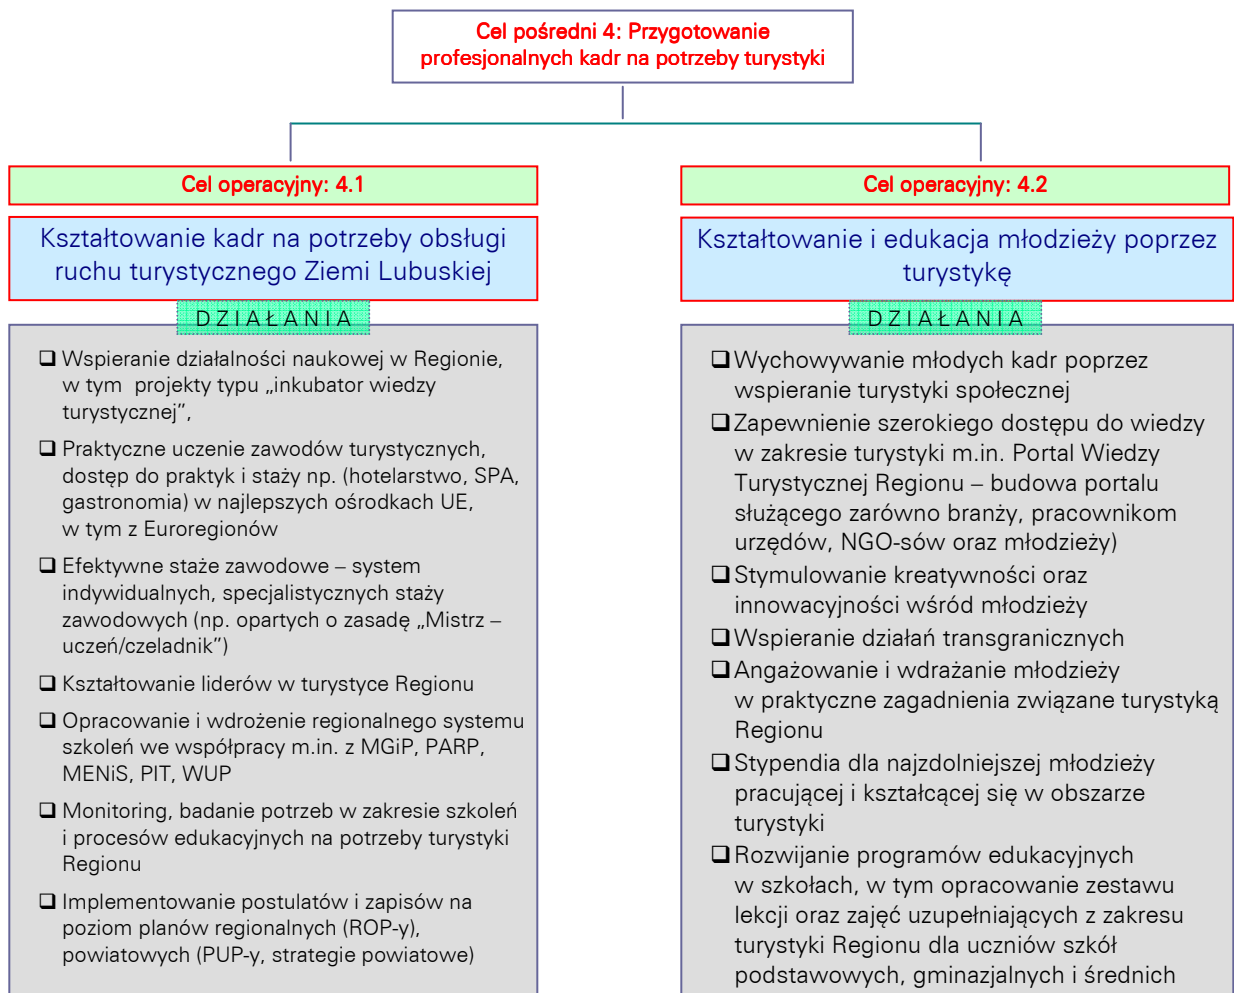 Cel pośredni 4: Przygotowanie
profesjonalnych kadr na potrzeby turystyki
Cel operacyjny: 4.1
Kształtowanie kadr na potrzeby obsługi
ruchu turystycznego Ziemi Lubuskiej
DZIAŁANIA
❑ Wspieranie działalności naukowej w Regionie,
w tym projekty typu „inkubator wiedzy
turystycznej”,
❑ Praktyczne uczenie zawodów turystycznych,
dostęp do praktyk i staży np. (hotelarstwo, SPA,
gastronomia) w najlepszych ośrodkach UE,
w tym z Euroregionów
❑ Efektywne staże zawodowe – system
indywidualnych, specjalistycznych staży
zawodowych (np. opartych o zasadę „Mistrz –
uczeń/czeladnik”)
❑ Kształtowanie liderów w turystyce Regionu
❑ Opracowanie i wdrożenie regionalnego systemu
szkoleń we współpracy m.in. z MGiP, PARP,
MENiS, PIT, WUP
❑ Monitoring, badanie potrzeb w zakresie szkoleń
i procesów edukacyjnych na potrzeby turystyki
Regionu
❑ Implementowanie postulatów i zapisów na
poziom planów regionalnych (ROP-y),
powiatowych (PUP-y, strategie powiatowe)
Cel operacyjny: 4.2
Kształtowanie i edukacja młodzieży poprzez
turystykę
DZIAŁANIA
❑ Wychowywanie młodych kadr poprzez
wspieranie turystyki społecznej
❑ Zapewnienie szerokiego dostępu do wiedzy
w zakresie turystyki m.in. Portal Wiedzy
Turystycznej Regionu – budowa portalu
służącego zarówno branży, pracownikom
urzędów, NGO-sów oraz młodzieży)
❑ Stymulowanie kreatywności oraz
innowacyjności wśród młodzieży
❑ Wspieranie działań transgranicznych
❑ Angażowanie i wdrażanie młodzieży
w praktyczne zagadnienia związane turystyką
Regionu
❑ Stypendia dla najzdolniejszej młodzieży
pracującej i kształcącej się w obszarze
turystyki
❑ Rozwijanie programów edukacyjnych
w szkołach, w tym opracowanie zestawu
lekcji oraz zajęć uzupełniających z zakresu
turystyki Regionu dla uczniów szkół
podstawowych, gminazjalnych i średnich